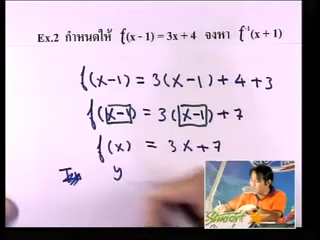 Ex.2 กำหนดให้ f(x - 1) = 3x + 4 จงหา f⁻¹(x + 1)
f(x-1) = 3(x-1) + 4 + 3
f(x-1) = 3(x-1) + 7
f(x) = 3x + 7
y